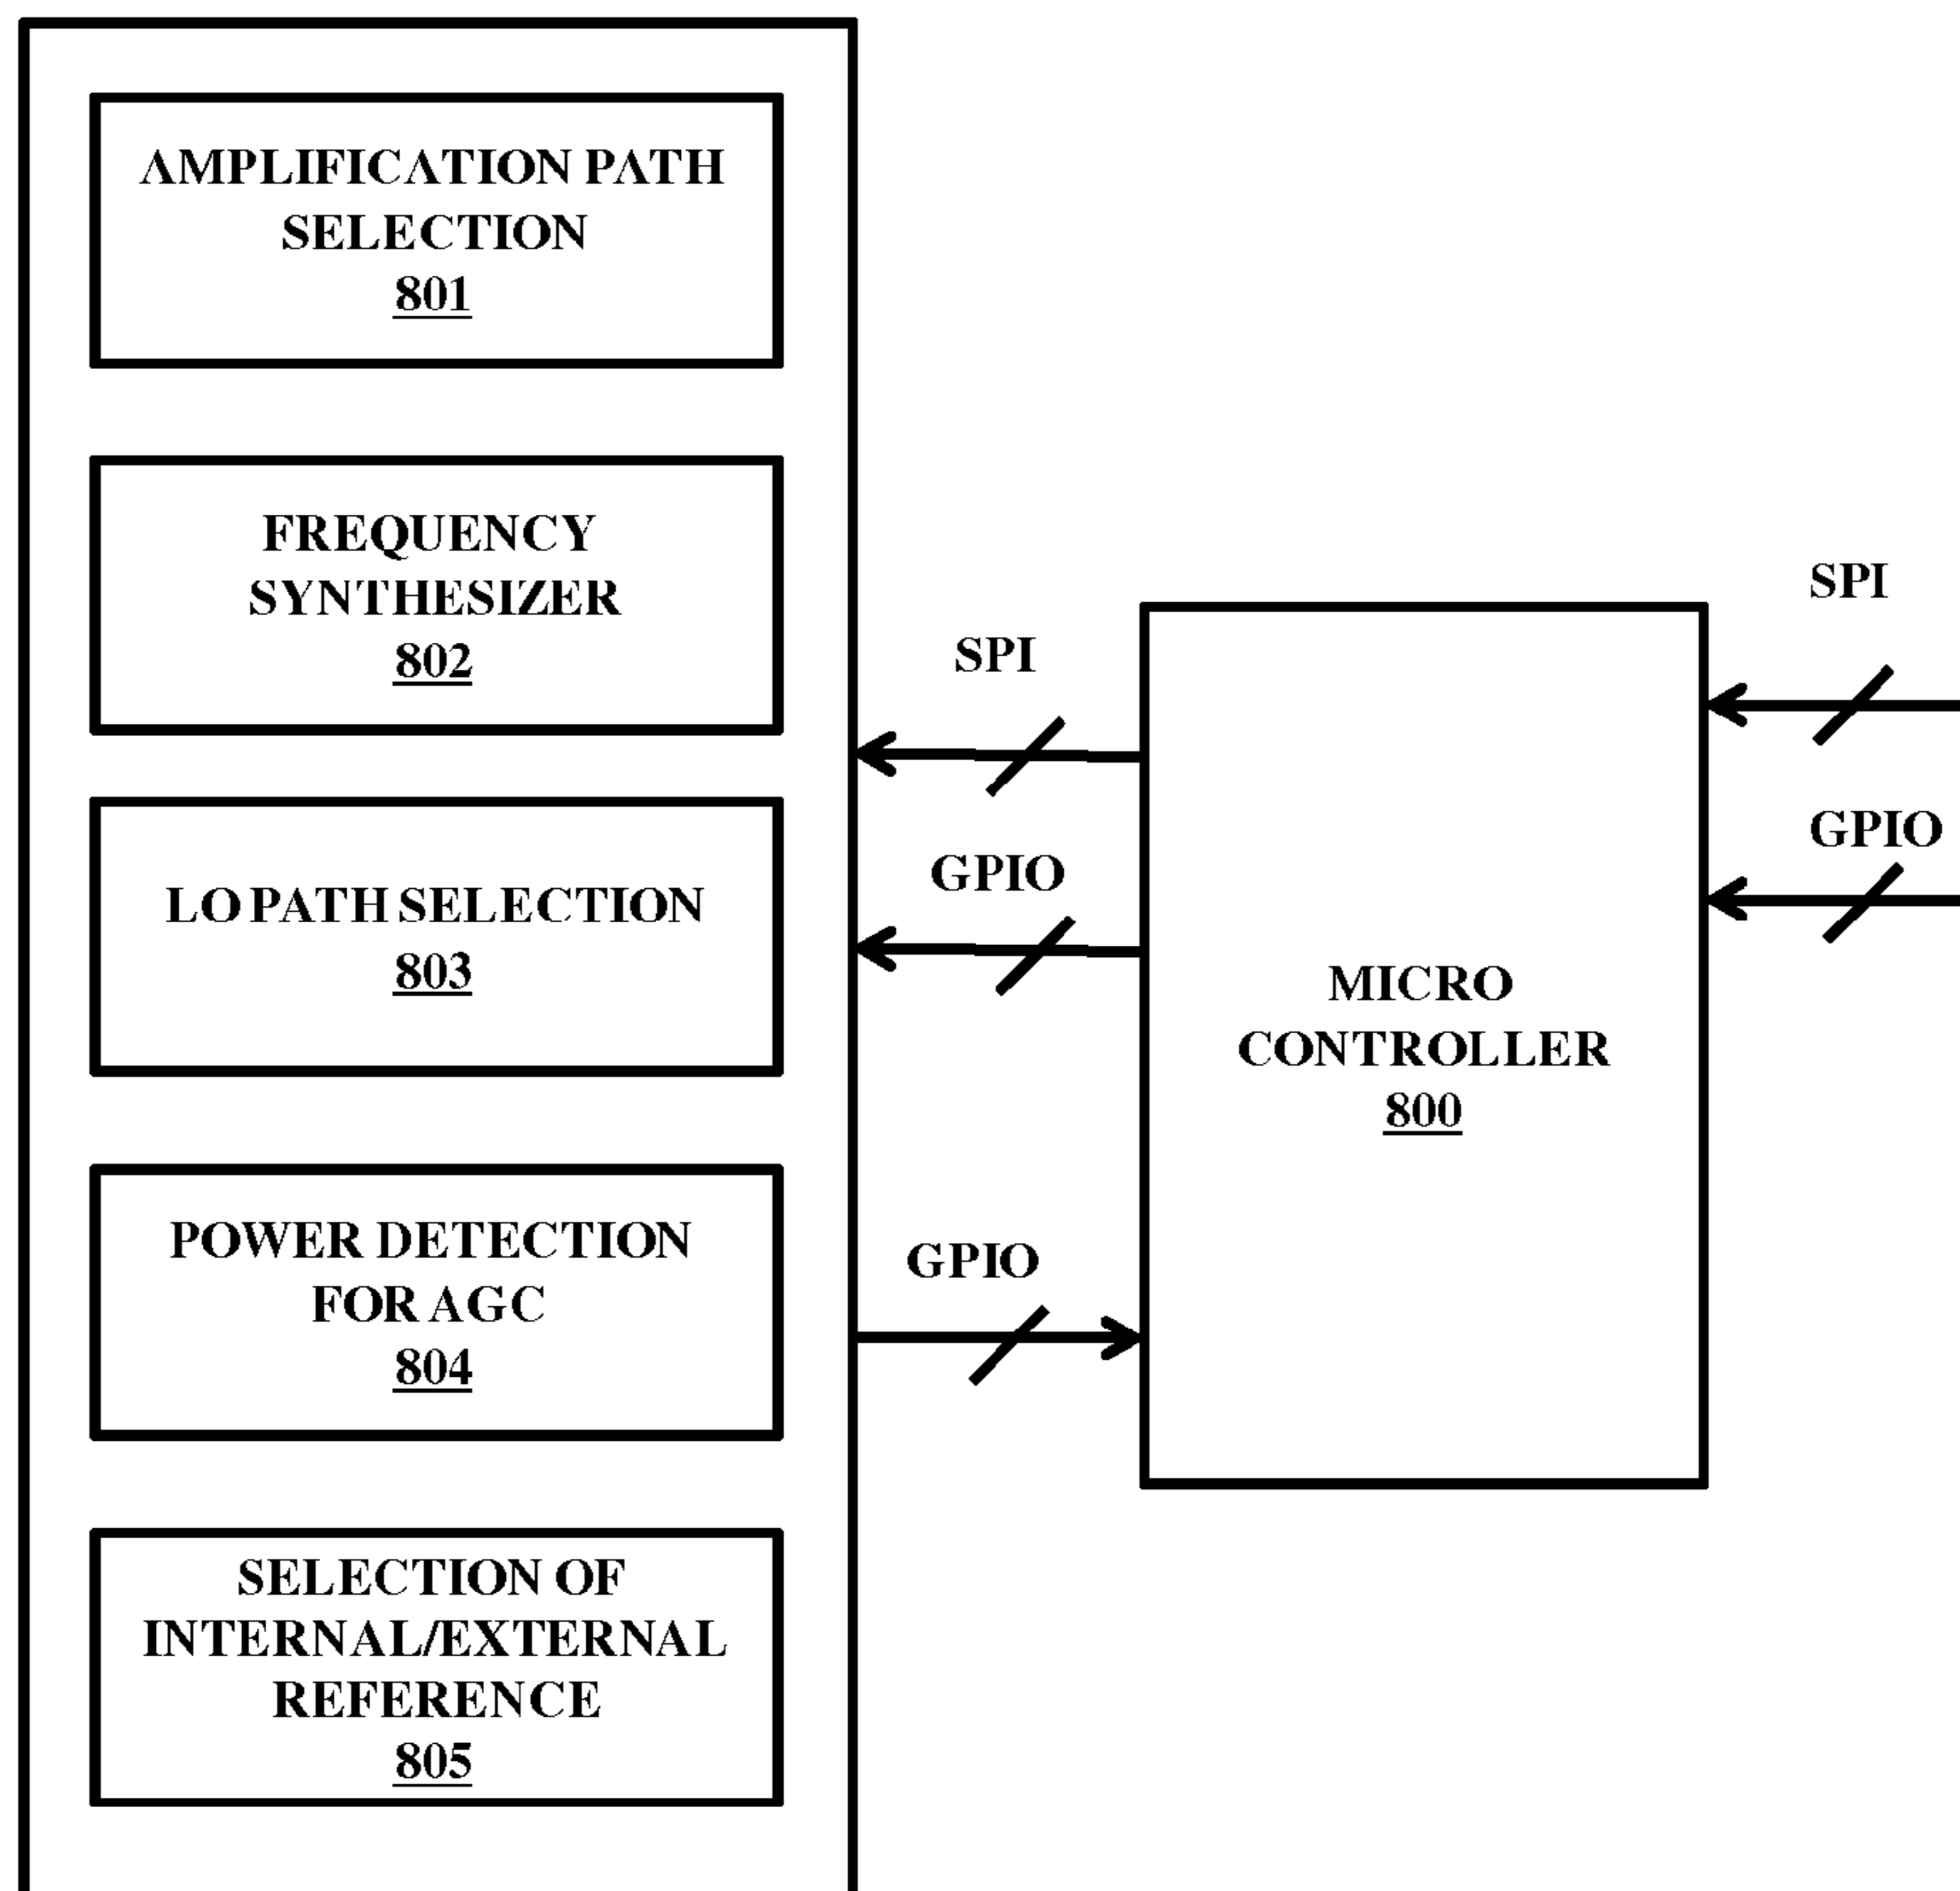 AMPLIFICATION PATH
SELECTION
801
FREQUENCY
SYNTHESIZER
802
LO PATH SELECTION
803
POWER DETECTION
FOR AGC
804
SELECTION OF
INTERNAL/EXTERNAL
REFERENCE
805
SPI
GPIO
GPIO
MICRO
CONTROLLER
800
SPI
GPIO